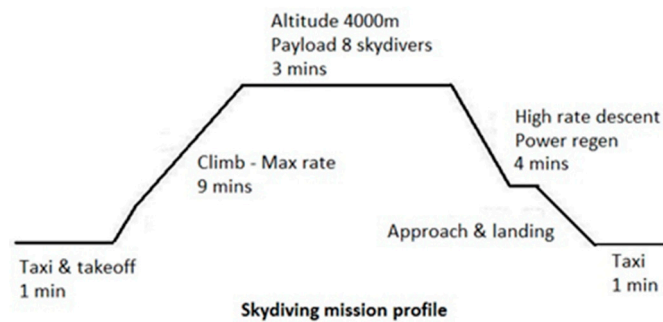 Altitude 4000m
Payload 8 skydivers
3 mins
High rate descent
Power regen
4 mins
Climb - Max rate
9 mins
Approach & landing
Taxi & takeoff
1 min
Taxi
1 min
Skydiving mission profile